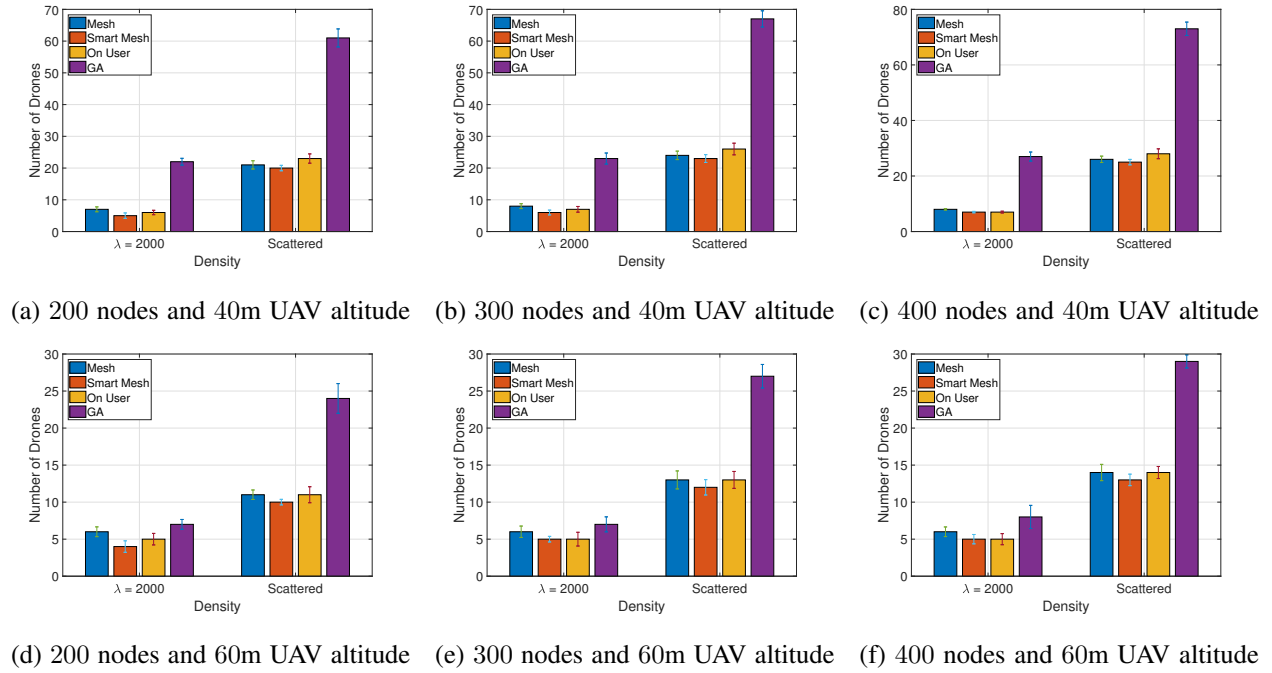 70
60
50
40
30
20
10
0
Number of Drones
Mesh
Smart Mesh
On User
GA
λ = 2000 Scattered
Density
70
60
50
40
30
20
10
0
Number of Drones
Mesh
Smart Mesh
On User
GA
λ = 2000 Scattered
Density
80
60
40
20
0
Number of Drones
Mesh
Smart Mesh
On User
GA
λ = 2000 Scattered
Density
(a) 200 nodes and 40m UAV altitude (b) 300 nodes and 40m UAV altitude (c) 400 nodes and 40m UAV altitude
30
25
20
15
10
5
0
Number of Drones
Mesh
Smart Mesh
On User
GA
λ = 2000 Scattered
Density
30
25
20
15
10
5
0
Number of Drones
Mesh
Smart Mesh
On User
GA
λ = 2000 Scattered
Density
30
25
20
15
10
5
0
Number of Drones
Mesh
Smart Mesh
On User
GA
λ = 2000 Scattered
Density
(d) 200 nodes and 60m UAV altitude (e) 300 nodes and 60m UAV altitude (f) 400 nodes and 60m UAV altitude